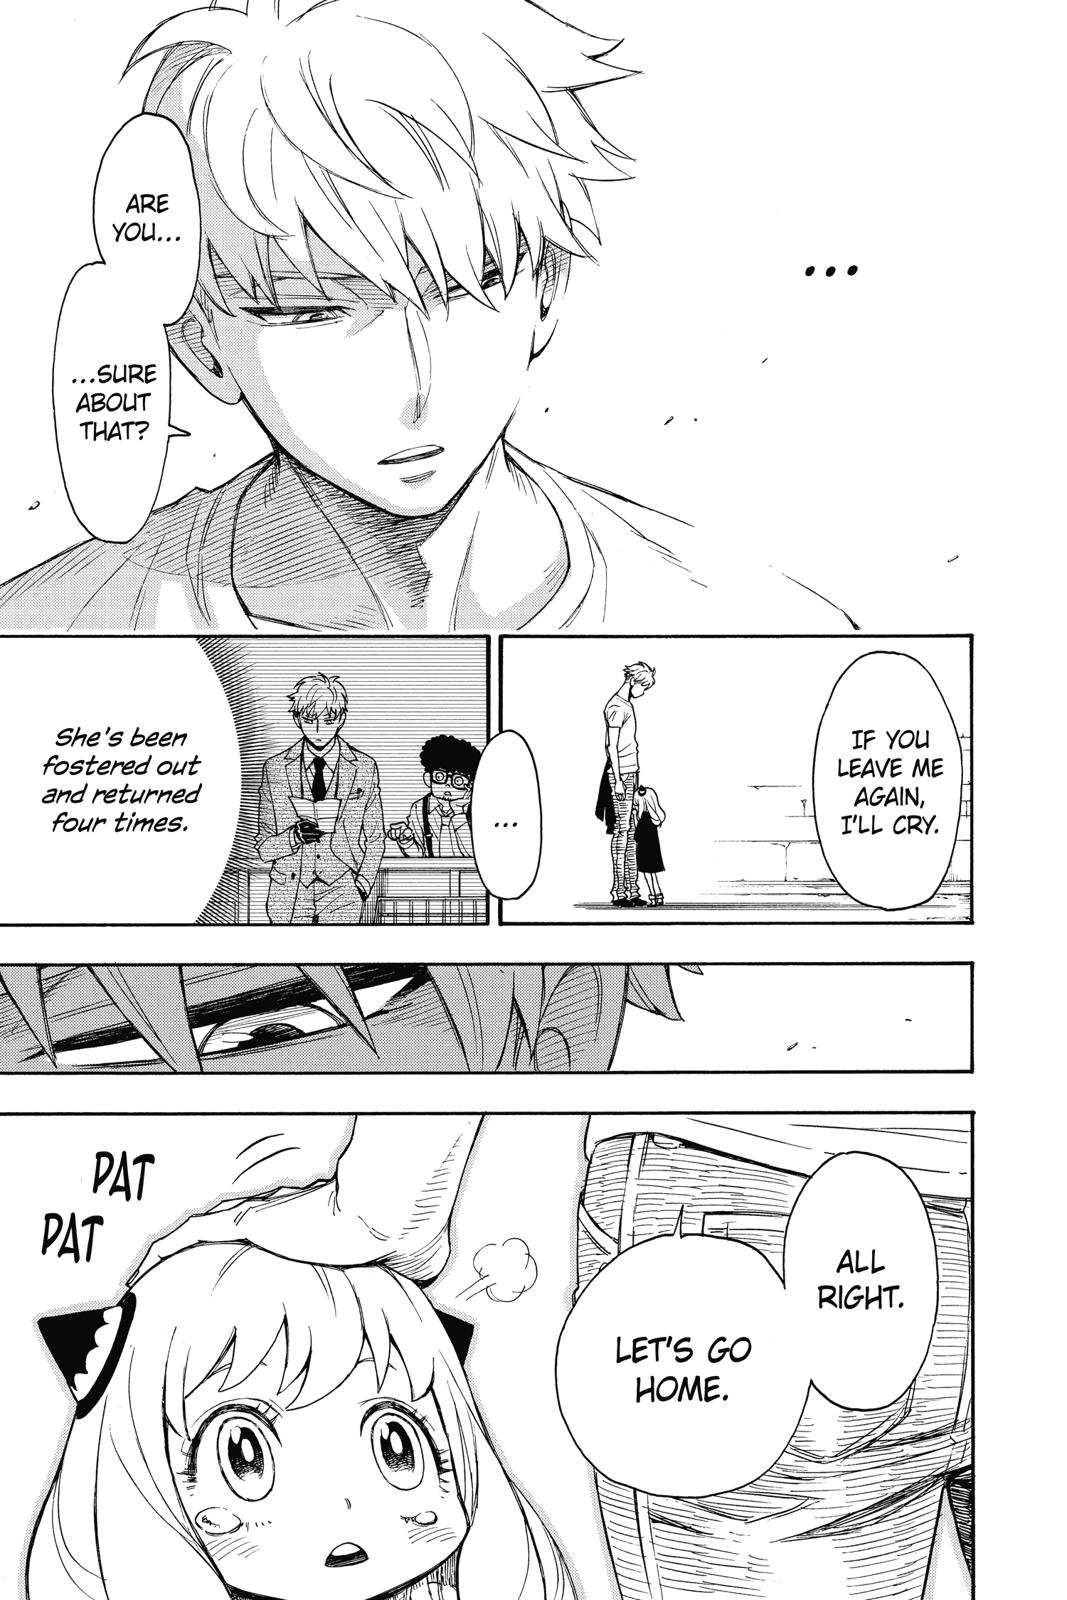 ARE
YOU...
...SURE
ABOUT
THAT?
...
IF YOU
LEAVE ME
AGAIN,
I'LL CRY.
...
She's been
fostered out
and returned
four times.
ALL
RIGHT.
LET'S GO
HOME.
PAT
PAT